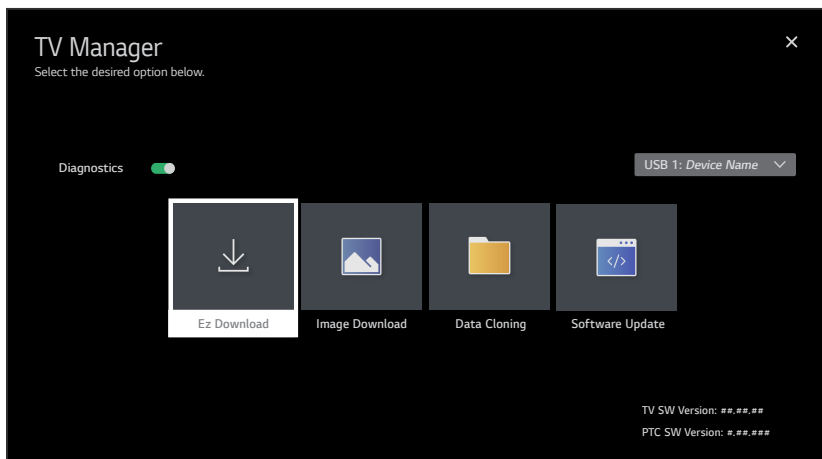 TV Manager
Select the desired option below.
Diagnostics
USB 1: Device Name
</>
Ez Download
Image Download
Data Cloning
Software Update
TV SW Version: ##.##.##
PTC SW Version: #.##.###